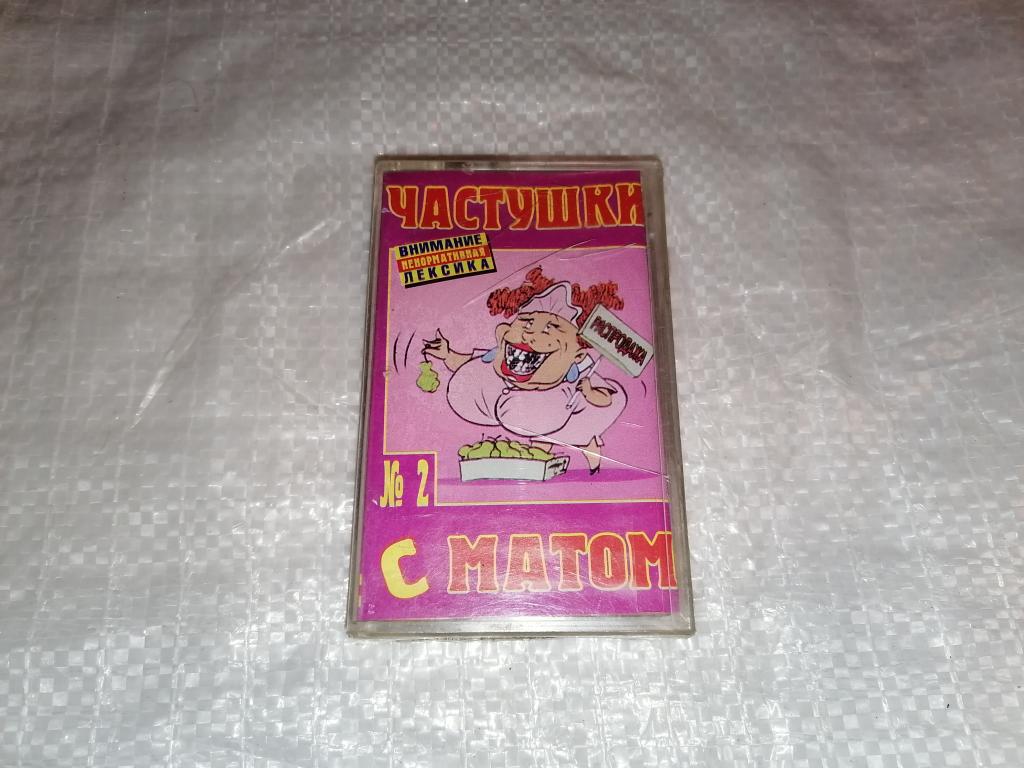 ЧАСТУШКИ
ВНИМАНИЕ
НЕНОРМАТИВНАЯ
ЛЕКСИКА
РАСПРОДАЖА
№ 2
С МАТОМ